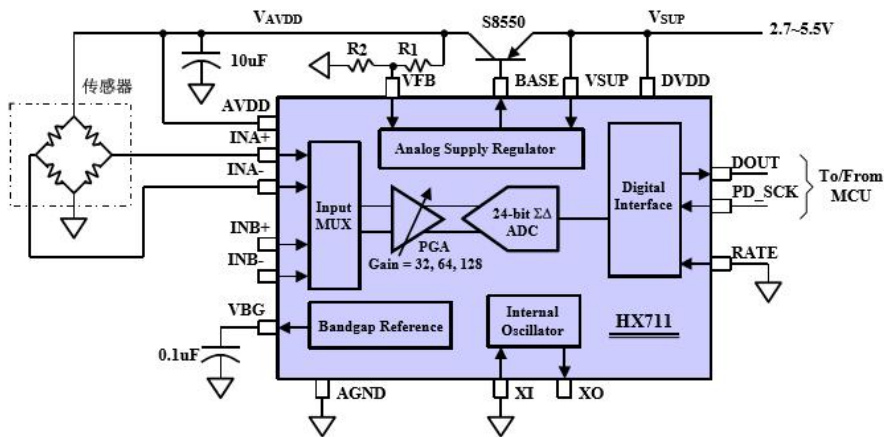 V_AVDD
S8550
V_SUP
2.7~5.5V
10uF
R2
R1
VFB
BASE
VSUP
DVDD
传感器
AVDD
INA+
INA-
INB+
INB-
VBG
0.1uF
Analog Supply Regulator
Input
MUX
PGA
Gain = 32, 64, 128
24-bit ΣΔ
ADC
Digital
Interface
DOUT
PD_SCK
To/From
MCU
RATE
Bandgap Reference
Internal
Oscillator
HX711
AGND
XI
XO